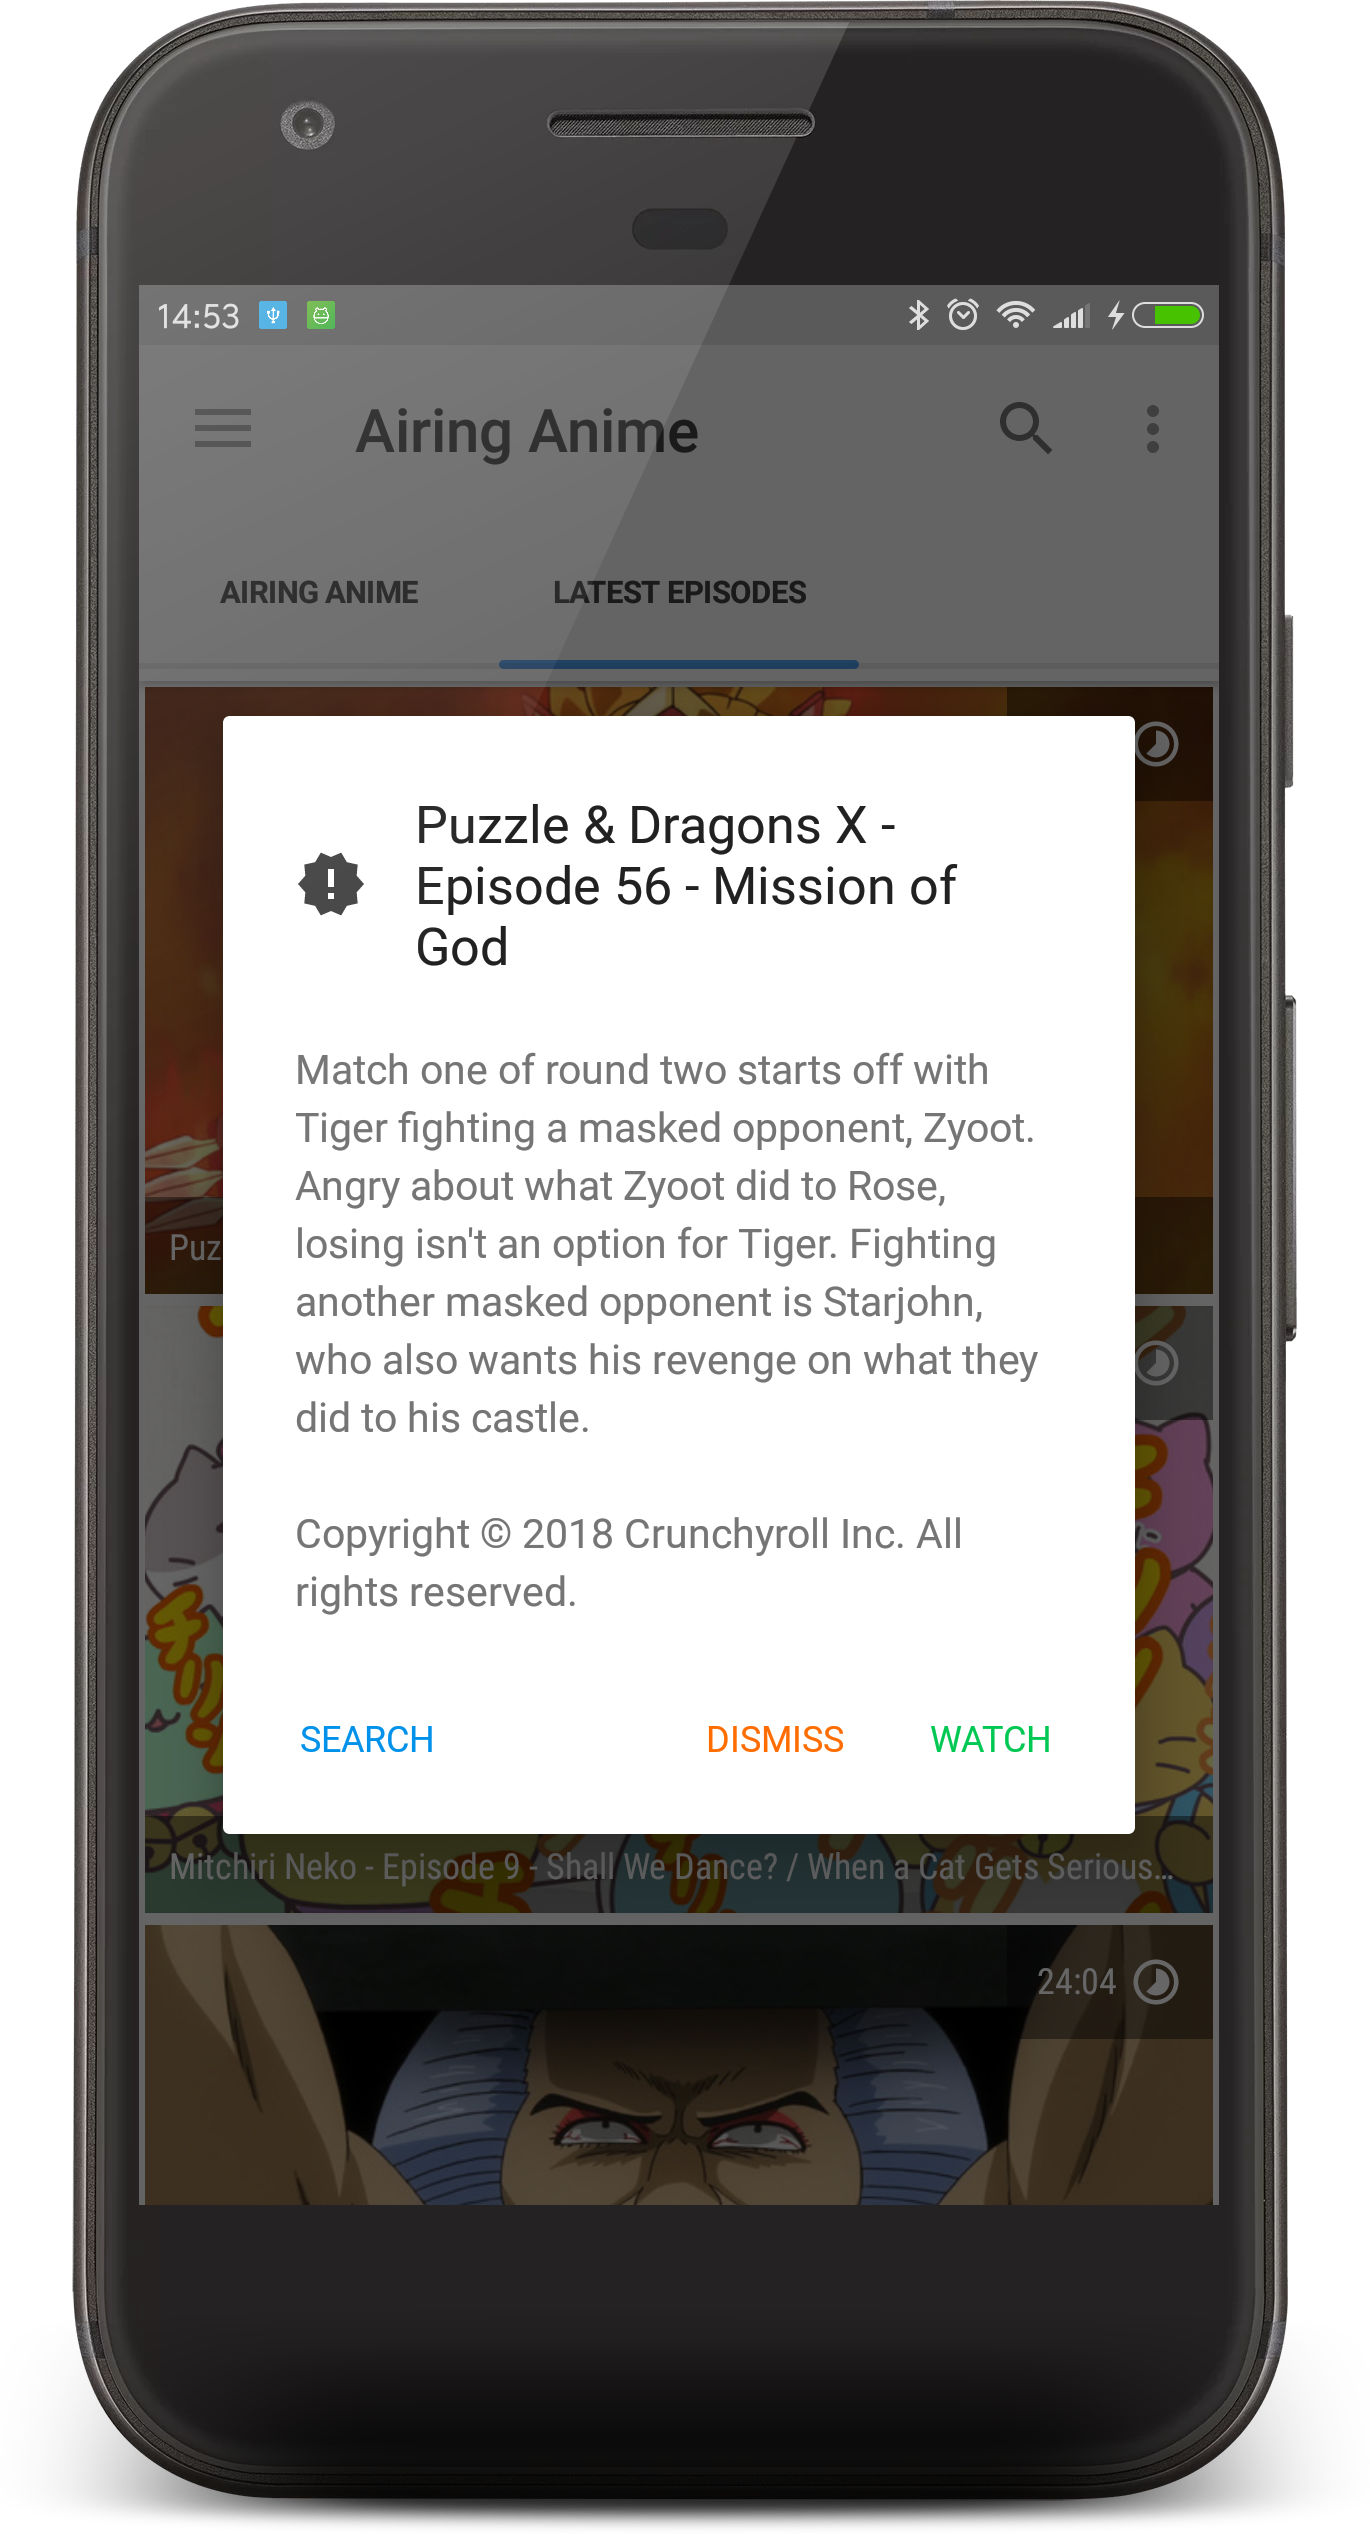 14:53
Airing Anime
AIRING ANIME
LATEST EPISODES
Puzzle & Dragons X -
Episode 56 - Mission of
God
Match one of round two starts off with
Tiger fighting a masked opponent, Zyoot.
Angry about what Zyoot did to Rose,
losing isn't an option for Tiger. Fighting
another masked opponent is Starjohn,
who also wants his revenge on what they
did to his castle.
Copyright © 2018 Crunchyroll Inc. All
rights reserved.
SEARCH
DISMISS
WATCH
Puz
Mitchiri Neko - Episode 9 - Shall We Dance? / When a Cat Gets Serious...
24:04